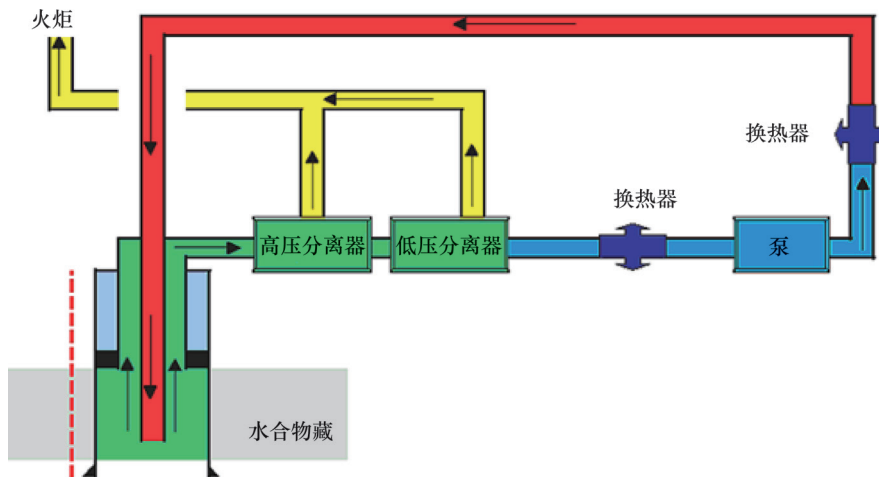 火炬
换热器
换热器
高压分离器
低压分离器
泵
水合物藏